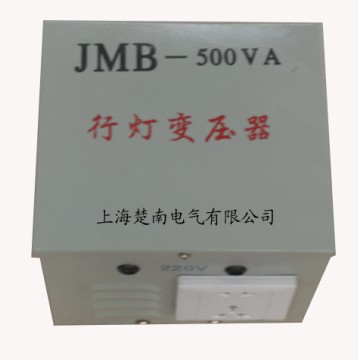 JMB-500VA
行灯变压器
上海楚南电气有限公司
220V